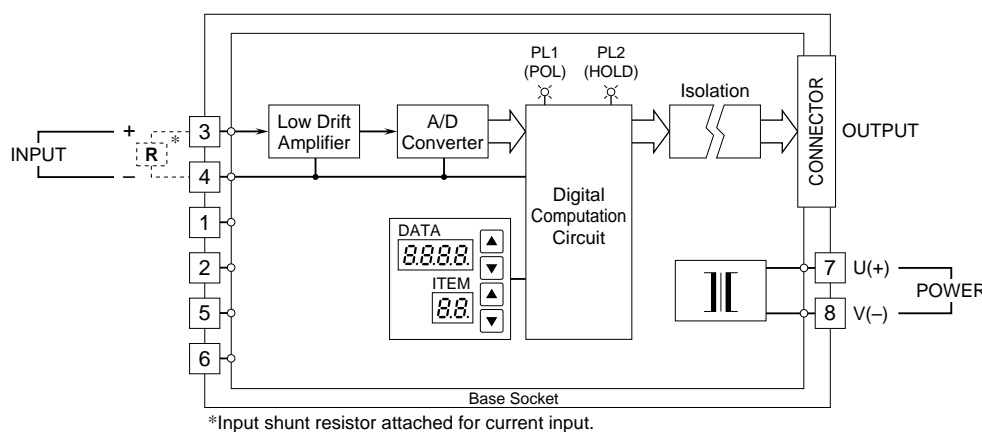 PL1
(POL)
PL2
(HOLD)
Isolation
INPUT
+
R
*
–
3
4
1
2
5
6
Low Drift
Amplifier
A/D
Converter
Digital
Computation
Circuit
DATA
8.8.8.8.
ITEM
8.8.
CONNECTOR
OUTPUT
7
U(+)
8
V(–)
POWER
Base Socket
*Input shunt resistor attached for current input.